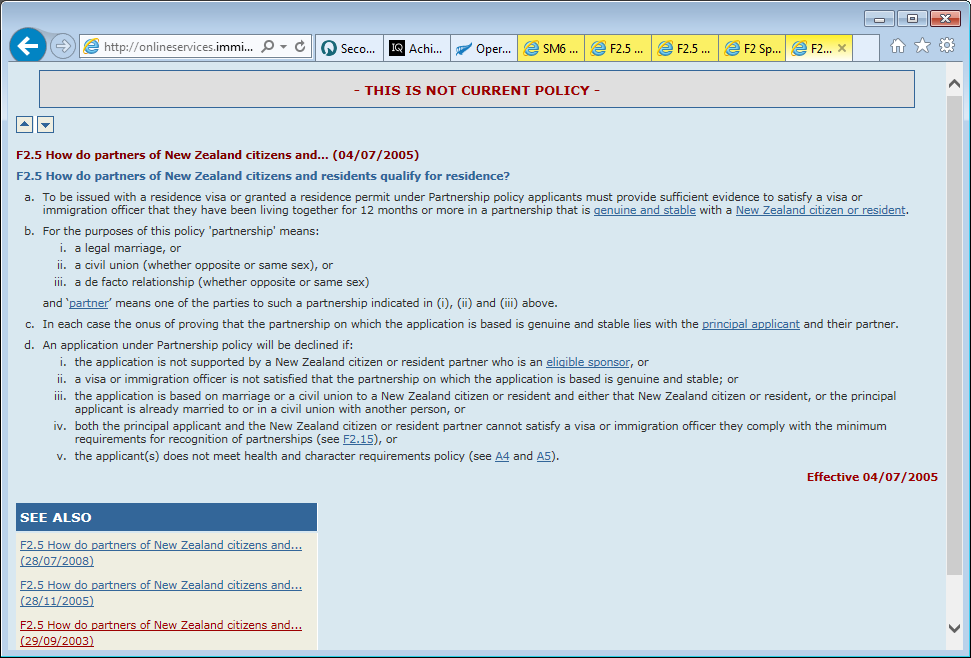 http://onlineservices.immi...
Seco...
IQ Achi...
Oper...
SM6 ...
F2.5 ...
F2.5 ...
F2 Sp...
F2...
- THIS IS NOT CURRENT POLICY -
F2.5 How do partners of New Zealand citizens and... (04/07/2005)
F2.5 How do partners of New Zealand citizens and residents qualify for residence?
a. To be issued with a residence visa or granted a residence permit under Partnership policy applicants must provide sufficient evidence to satisfy a visa or
immigration officer that they have been living together for 12 months or more in a partnership that is genuine and stable with a New Zealand citizen or resident.
b. For the purposes of this policy 'partnership' means:
i. a legal marriage, or
ii. a civil union (whether opposite or same sex), or
iii. a de facto relationship (whether opposite or same sex)
and ‘partner’ means one of the parties to such a partnership indicated in (i), (ii) and (iii) above.
c. In each case the onus of proving that the partnership on which the application is based is genuine and stable lies with the principal applicant and their partner.
d. An application under Partnership policy will be declined if:
i. the application is not supported by a New Zealand citizen or resident partner who is an eligible sponsor, or
ii. a visa or immigration officer is not satisfied that the partnership on which the application is based is genuine and stable; or
iii. the application is based on marriage or a civil union to a New Zealand citizen or resident and either that New Zealand citizen or resident, or the principal
applicant is already married to or in a civil union with another person, or
iv. both the principal applicant and the New Zealand citizen or resident partner cannot satisfy a visa or immigration officer they comply with the minimum
requirements for recognition of partnerships (see F2.15), or
v. the applicant(s) does not meet health and character requirements policy (see A4 and A5).
Effective 04/07/2005
SEE ALSO
F2.5 How do partners of New Zealand citizens and...
(28/07/2008)
F2.5 How do partners of New Zealand citizens and...
(28/11/2005)
F2.5 How do partners of New Zealand citizens and...
(29/09/2003)